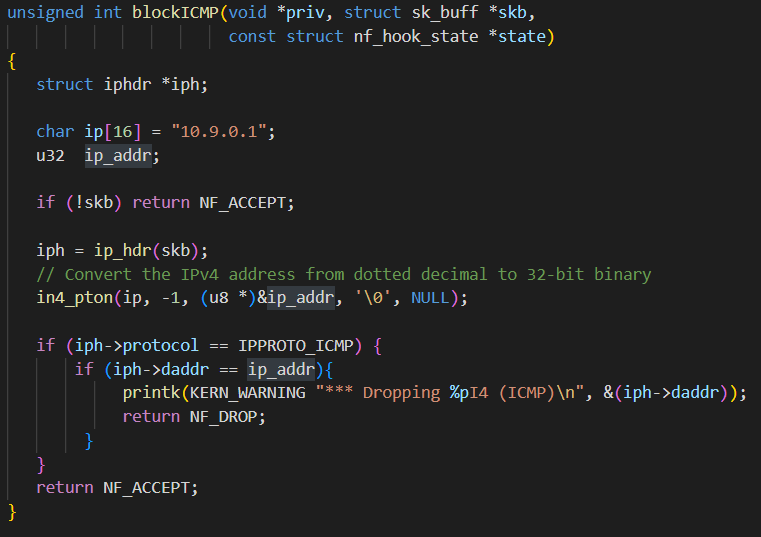 unsigned int blockICMP(void *priv, struct sk_buff *skb,
                       const struct nf_hook_state *state)
{
   struct iphdr *iph;

   char ip[16] = "10.9.0.1";
   u32  ip_addr;

   if (!skb) return NF_ACCEPT;

   iph = ip_hdr(skb);
   // Convert the IPv4 address from dotted decimal to 32-bit binary
   in4_pton(ip, -1, (u8 *)&ip_addr, '\0', NULL);

   if (iph->protocol == IPPROTO_ICMP) {
       if (iph->daddr == ip_addr){
            printk(KERN_WARNING "*** Dropping %pI4 (ICMP)\n", &(iph->daddr));
            return NF_DROP;
        }
   }
   return NF_ACCEPT;
}